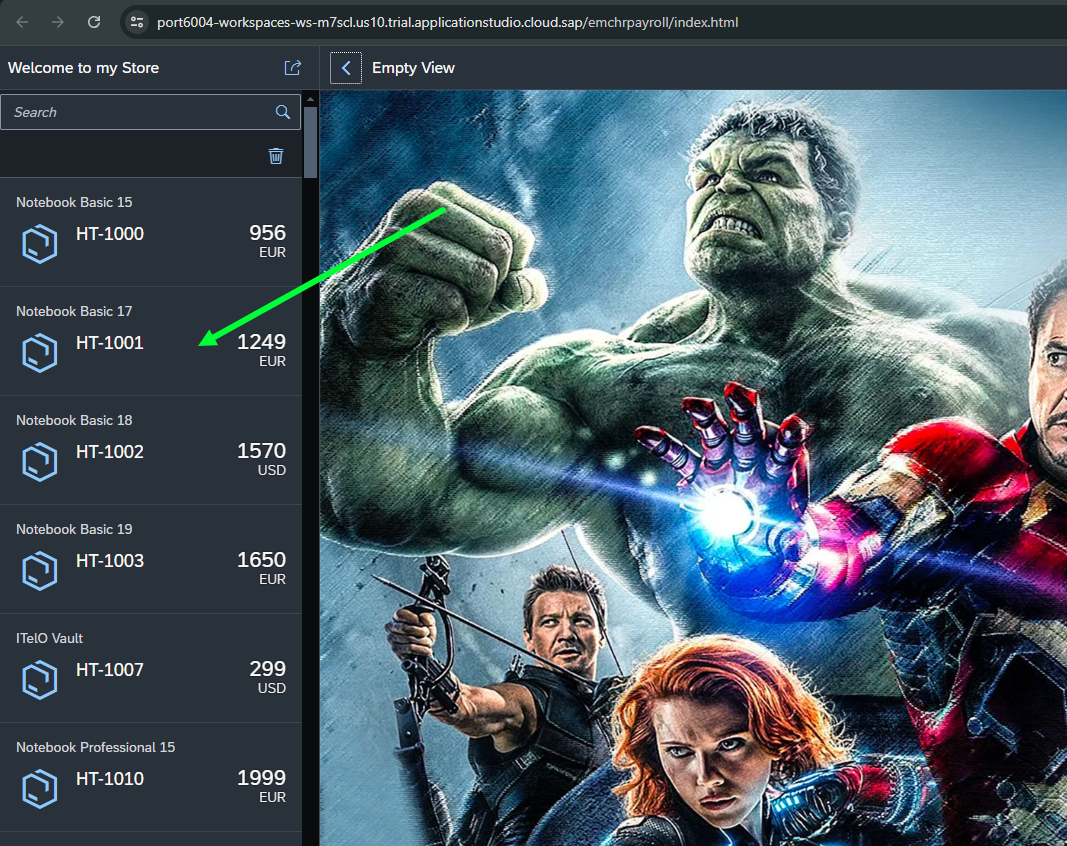 port6004-workspaces-ws-m7scl.us10.trial.applicationstudio.cloud.sap/emchrpayroll/index.html
Welcome to my Store
Empty View
Search
Notebook Basic 15
HT-1000
956
EUR
Notebook Basic 17
HT-1001
1249
EUR
Notebook Basic 18
HT-1002
1570
USD
Notebook Basic 19
HT-1003
1650
EUR
ITelO Vault
HT-1007
299
USD
Notebook Professional 15
HT-1010
1999
EUR